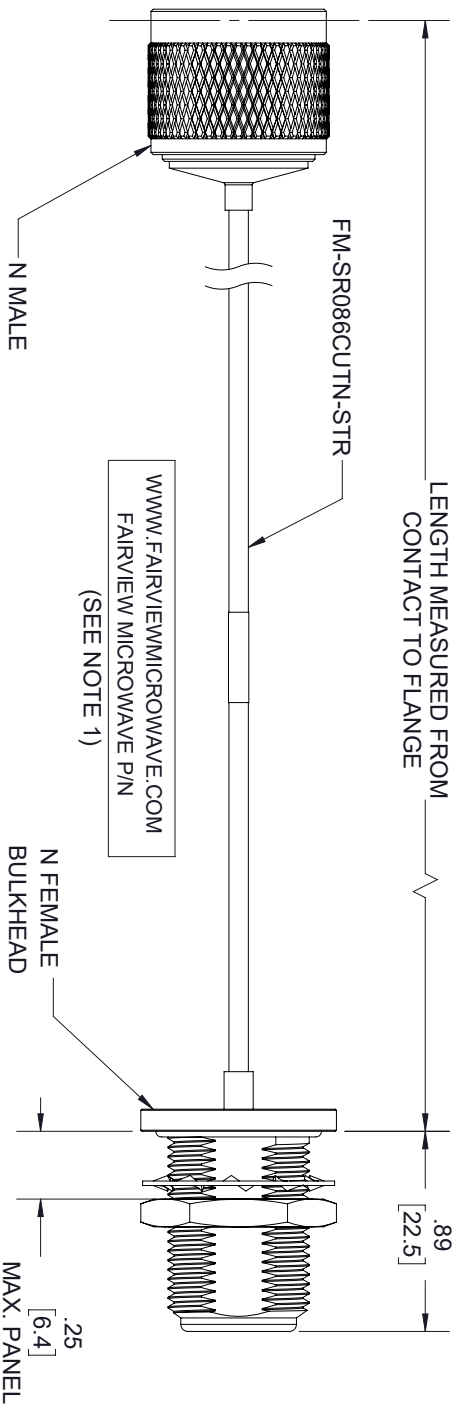 LENGTH MEASURED FROM
CONTACT TO FLANGE
.89
[22.5]
FM-SR086CUTN-STR
.25
[6.4]
MAX. PANEL
N MALE
WWW.FAIRVIEWMICROWAVE.COM
FAIRVIEW MICROWAVE P/N
(SEE NOTE 1)
N FEMALE
BULKHEAD